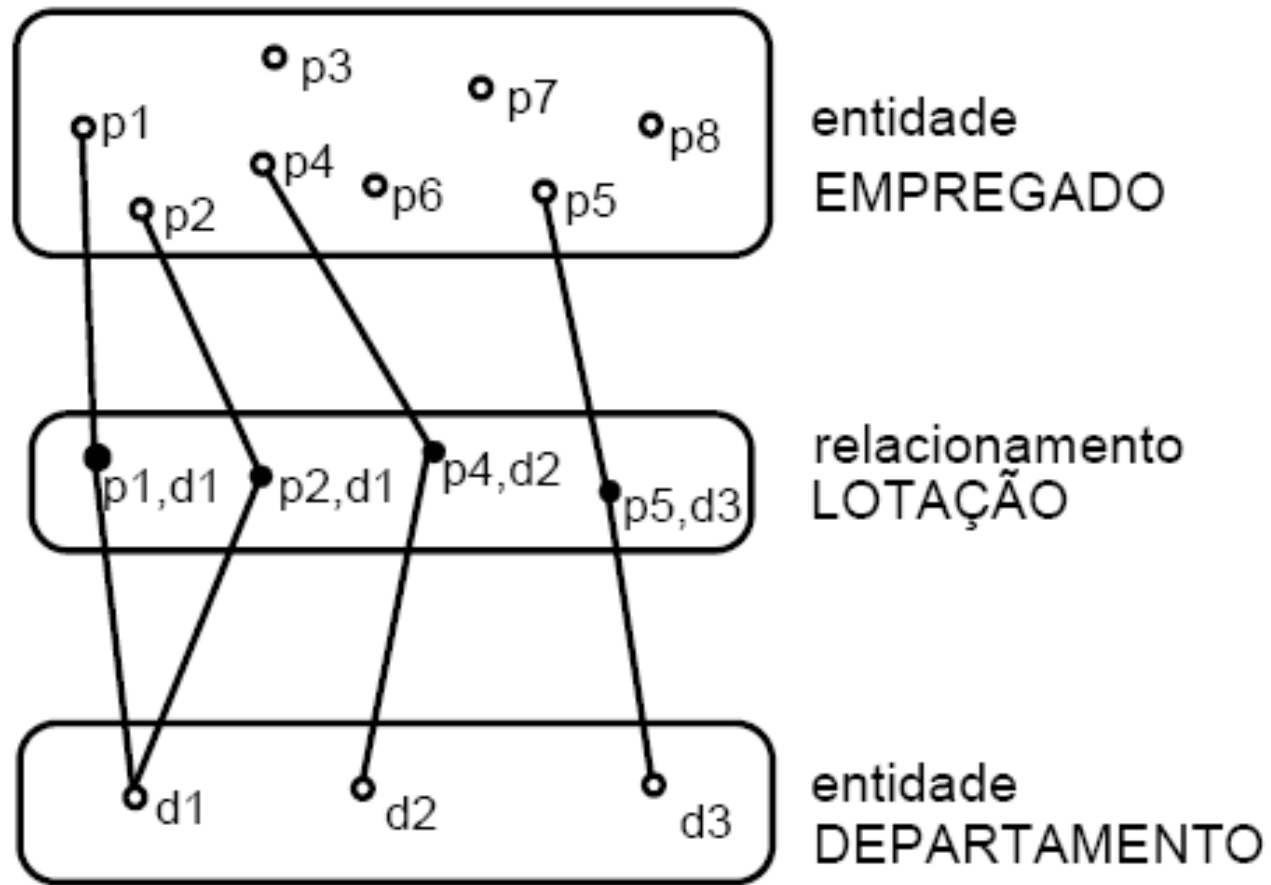 p3
p7
p1
p8
p4
p6
p5
p2
entidade
EMPREGADO
p1,d1
p2,d1
p4,d2
p5,d3
relacionamento
LOTAÇÃO
d1
d2
d3
entidade
DEPARTAMENTO